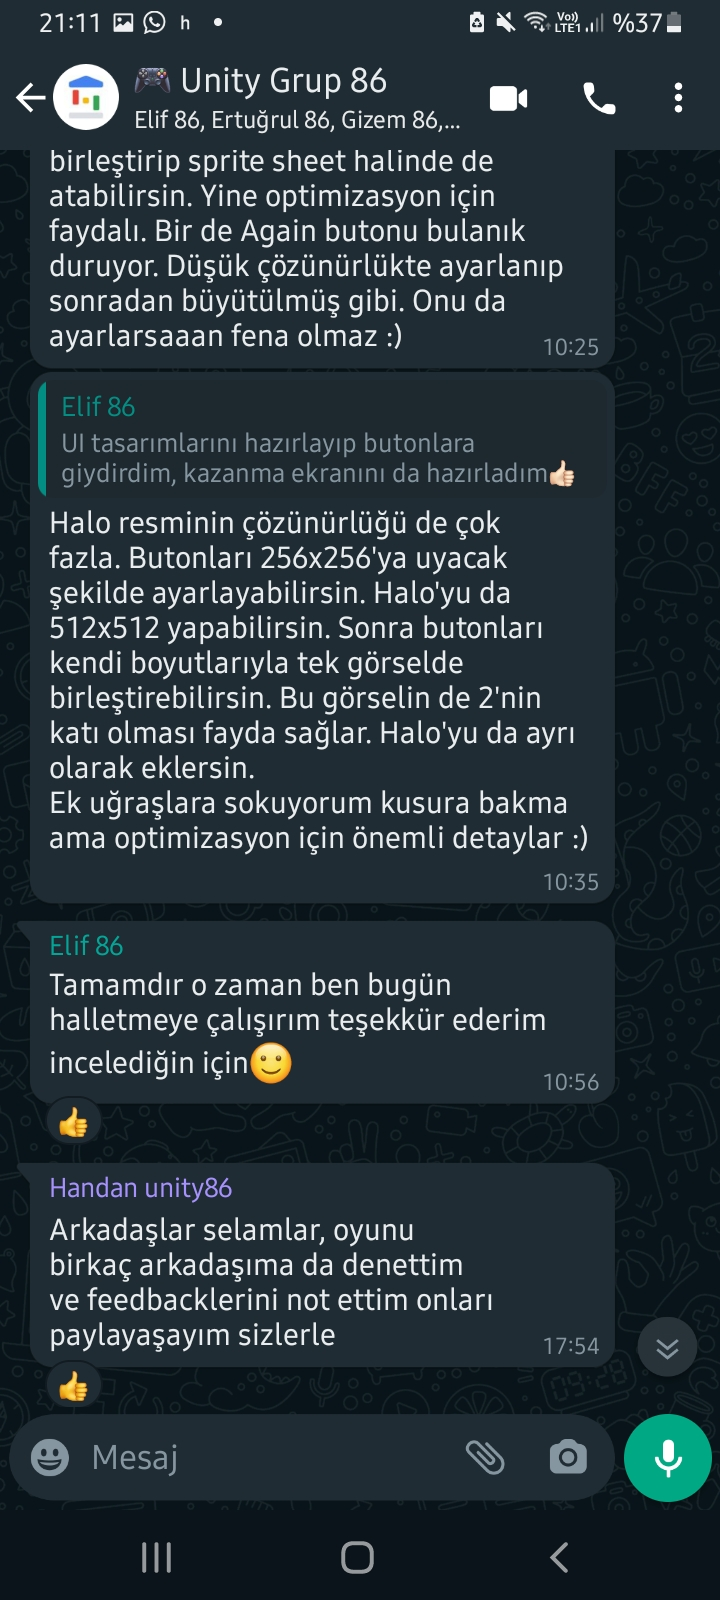 21:11 h
Vo)) LTE1 %37
🎮 Unity Grup 86
Elif 86, Ertuğrul 86, Gizem 86,...
birleştirip sprite sheet halinde de
atabilirsin. Yine optimizasyon için
faydalı. Bir de Again butonu bulanık
duruyor. Düşük çözünürlükte ayarlanıp
sonradan büyütülmüş gibi. Onu da
ayarlarsaaan fena olmaz :)
10:25
Elif 86
UI tasarımlarını hazırlayıp butonlara
giydirdim, kazanma ekranını da hazırladım👍🏻
Halo resminin çözünürlüğü de çok
fazla. Butonları 256x256'ya uyacak
şekilde ayarlayabilirsin. Halo'yu da
512x512 yapabilirsin. Sonra butonları
kendi boyutlarıyla tek görselde
birleştirebilirsin. Bu görselin de 2'nin
katı olması fayda sağlar. Halo'yu da ayrı
olarak eklersin.
Ek uğraşlara sokuyorum kusura bakma
ama optimizasyon için önemli detaylar :)
10:35
Elif 86
Tamamdır o zaman ben bugün
halletmeye çalışırım teşekkür ederim
incelediğin için🙂
10:56
👍
Handan unity86
Arkadaşlar selamlar, oyunu
birkaç arkadaşıma da denettim
ve feedbacklerini not ettim onları
paylayaşayım sizlerle
17:54
👍
Mesaj